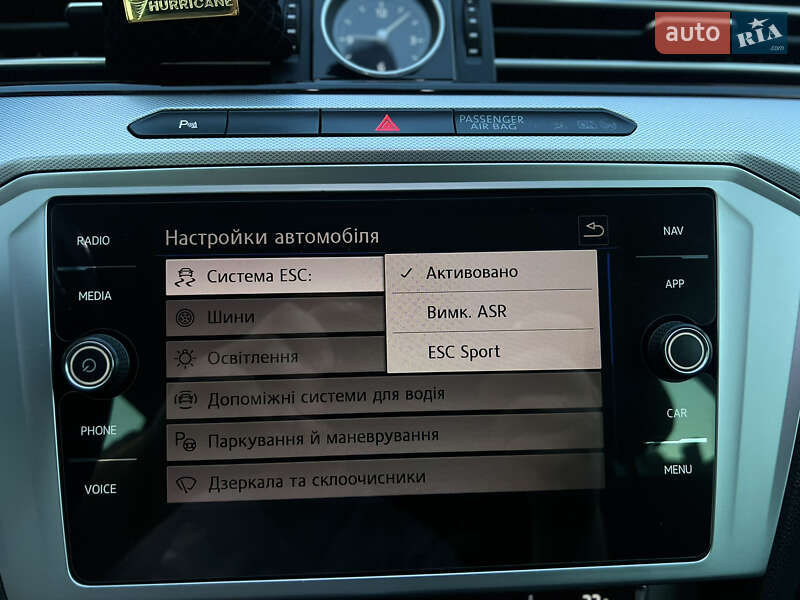 HURRICANE
auto RIA
.com
PASSENGER
AIR BAG
RADIO
MEDIA
PHONE
VOICE
Настройки автомобіля
Система ESC:
Шини
Освітлення
Допоміжні системи для водія
Паркування й маневрування
Дзеркала та склоочисники
✓ Активовано
Вимк. ASR
ESC Sport
NAV
APP
CAR
MENU